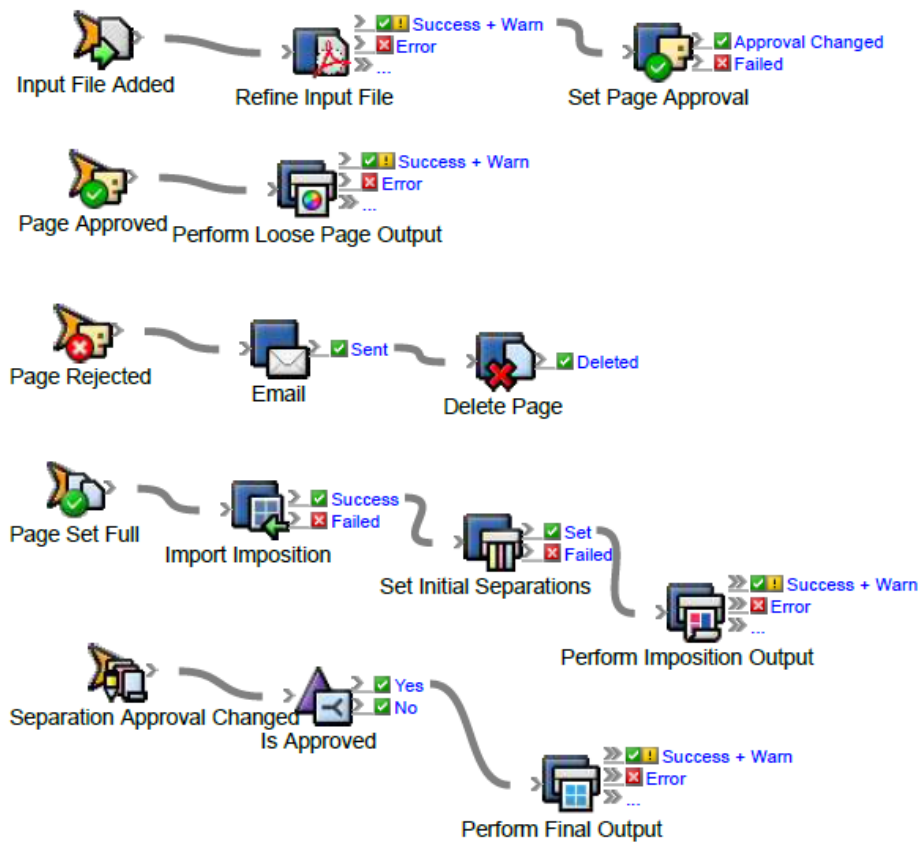 Success + Warn
Error
...
Approval Changed
Failed
Input File Added
Refine Input File
Set Page Approval
Success + Warn
Error
...
Page Approved
Perform Loose Page Output
Sent
Deleted
Page Rejected
Email
Delete Page
Success
Failed
Page Set Full
Import Imposition
Set
Failed
Set Initial Separations
Success + Warn
Error
...
Perform Imposition Output
Yes
No
Separation Approval Changed
Is Approved
Success + Warn
Error
...
Perform Final Output